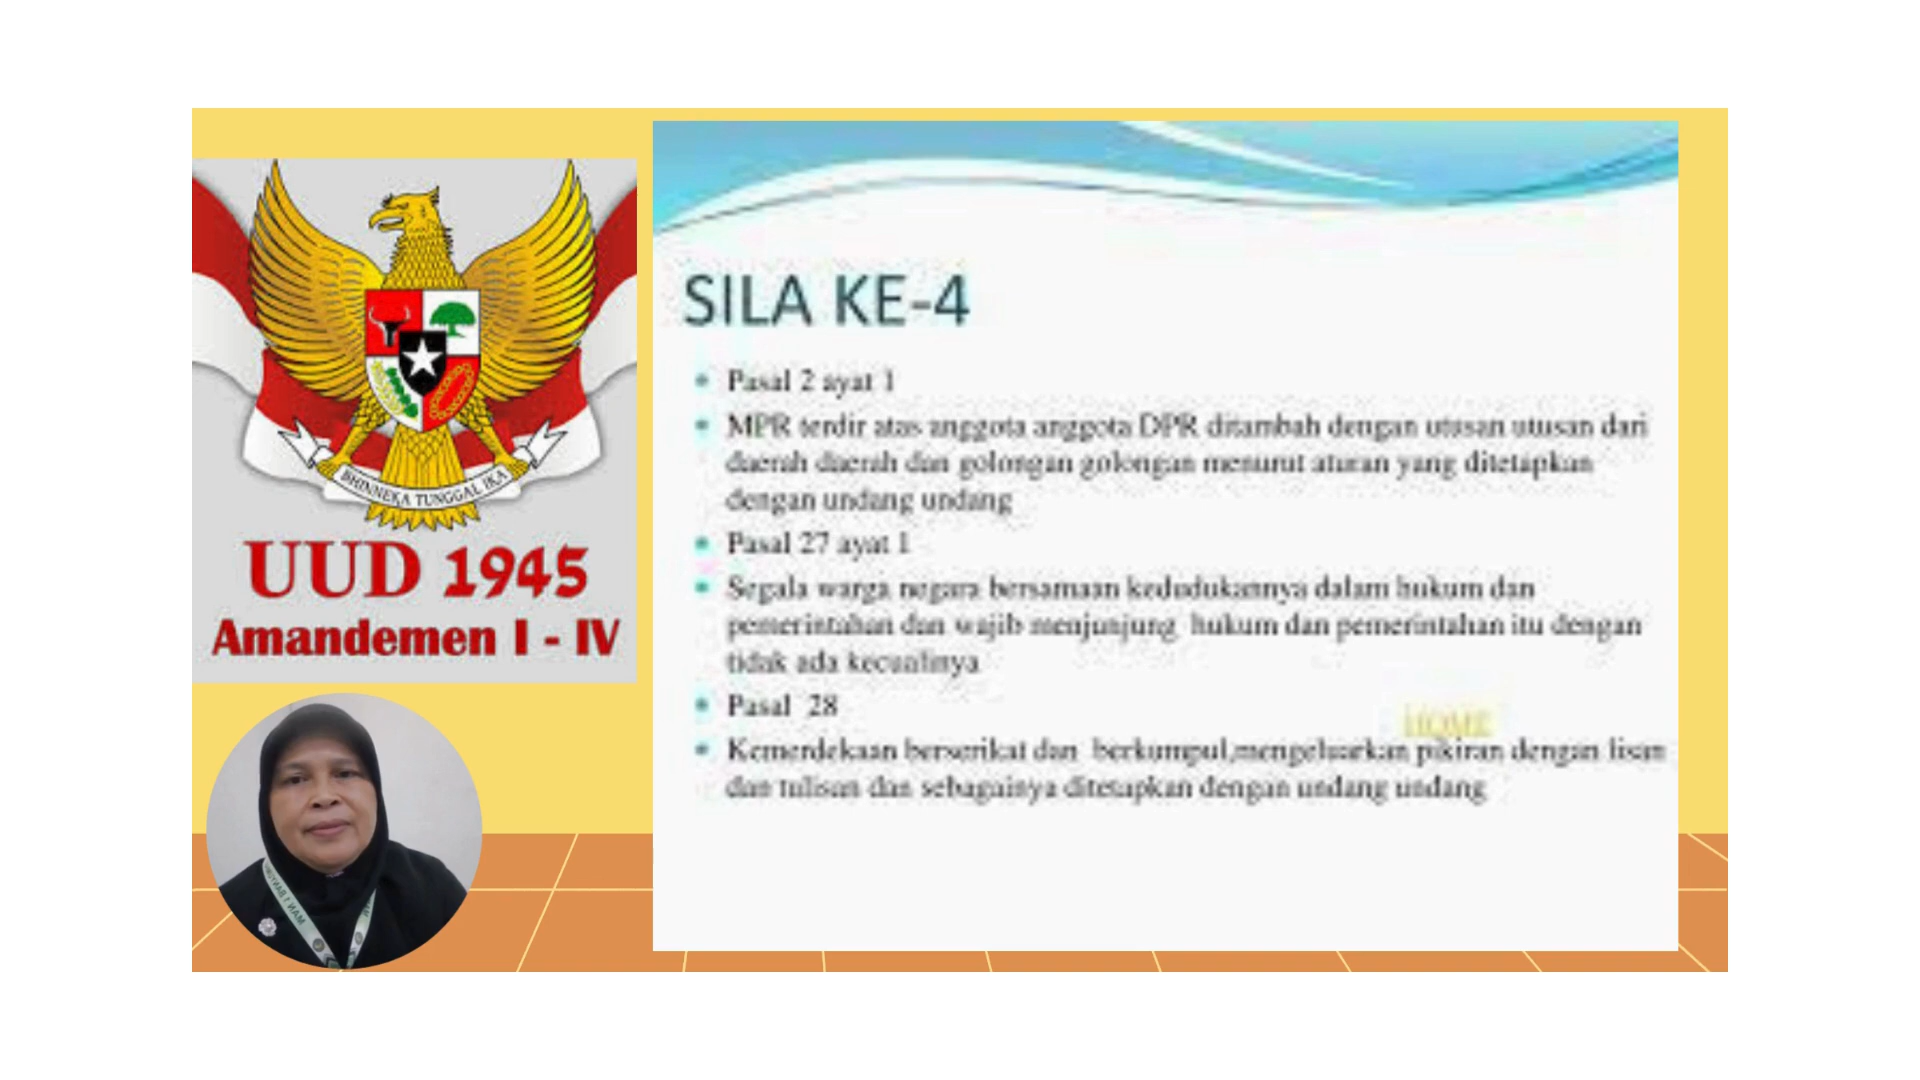 BHINNEKA TUNGGAL IKA
UUD 1945
Amandemen I - IV
SILA KE-4
Pasal 2 ayat 1
MPR terdir atas anggota anggota DPR ditambah dengan utusan utusan dari
daerah daerah dan golongan golongan menurut aturan yang ditetapkan
dengan undang undang
Pasal 27 ayat 1
Segala warga negara bersamaan kedudukannya dalam hukum dan
pemerintahan dan wajib menjunjung hukum dan pemerintahan itu dengan
tidak ada kecualinya
Pasal 28
HOME
Kemerdekaan berserikat dan berkumpul,mengeluarkan pikiran dengan lisan
dan tulisan dan sebagainya ditetapkan dengan undang undang